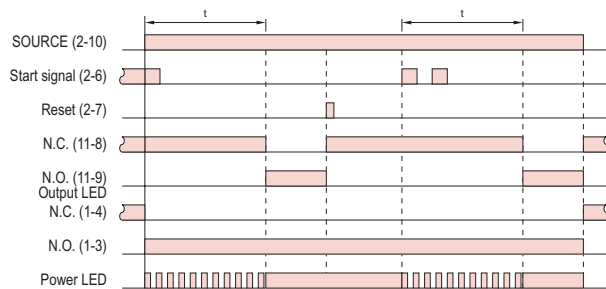 t
t
SOURCE (2-10)
Start signal (2-6)
Reset (2-7)
N.C. (11-8)
N.O. (11-9)
Output LED
N.C. (1-4)
N.O. (1-3)
Power LED